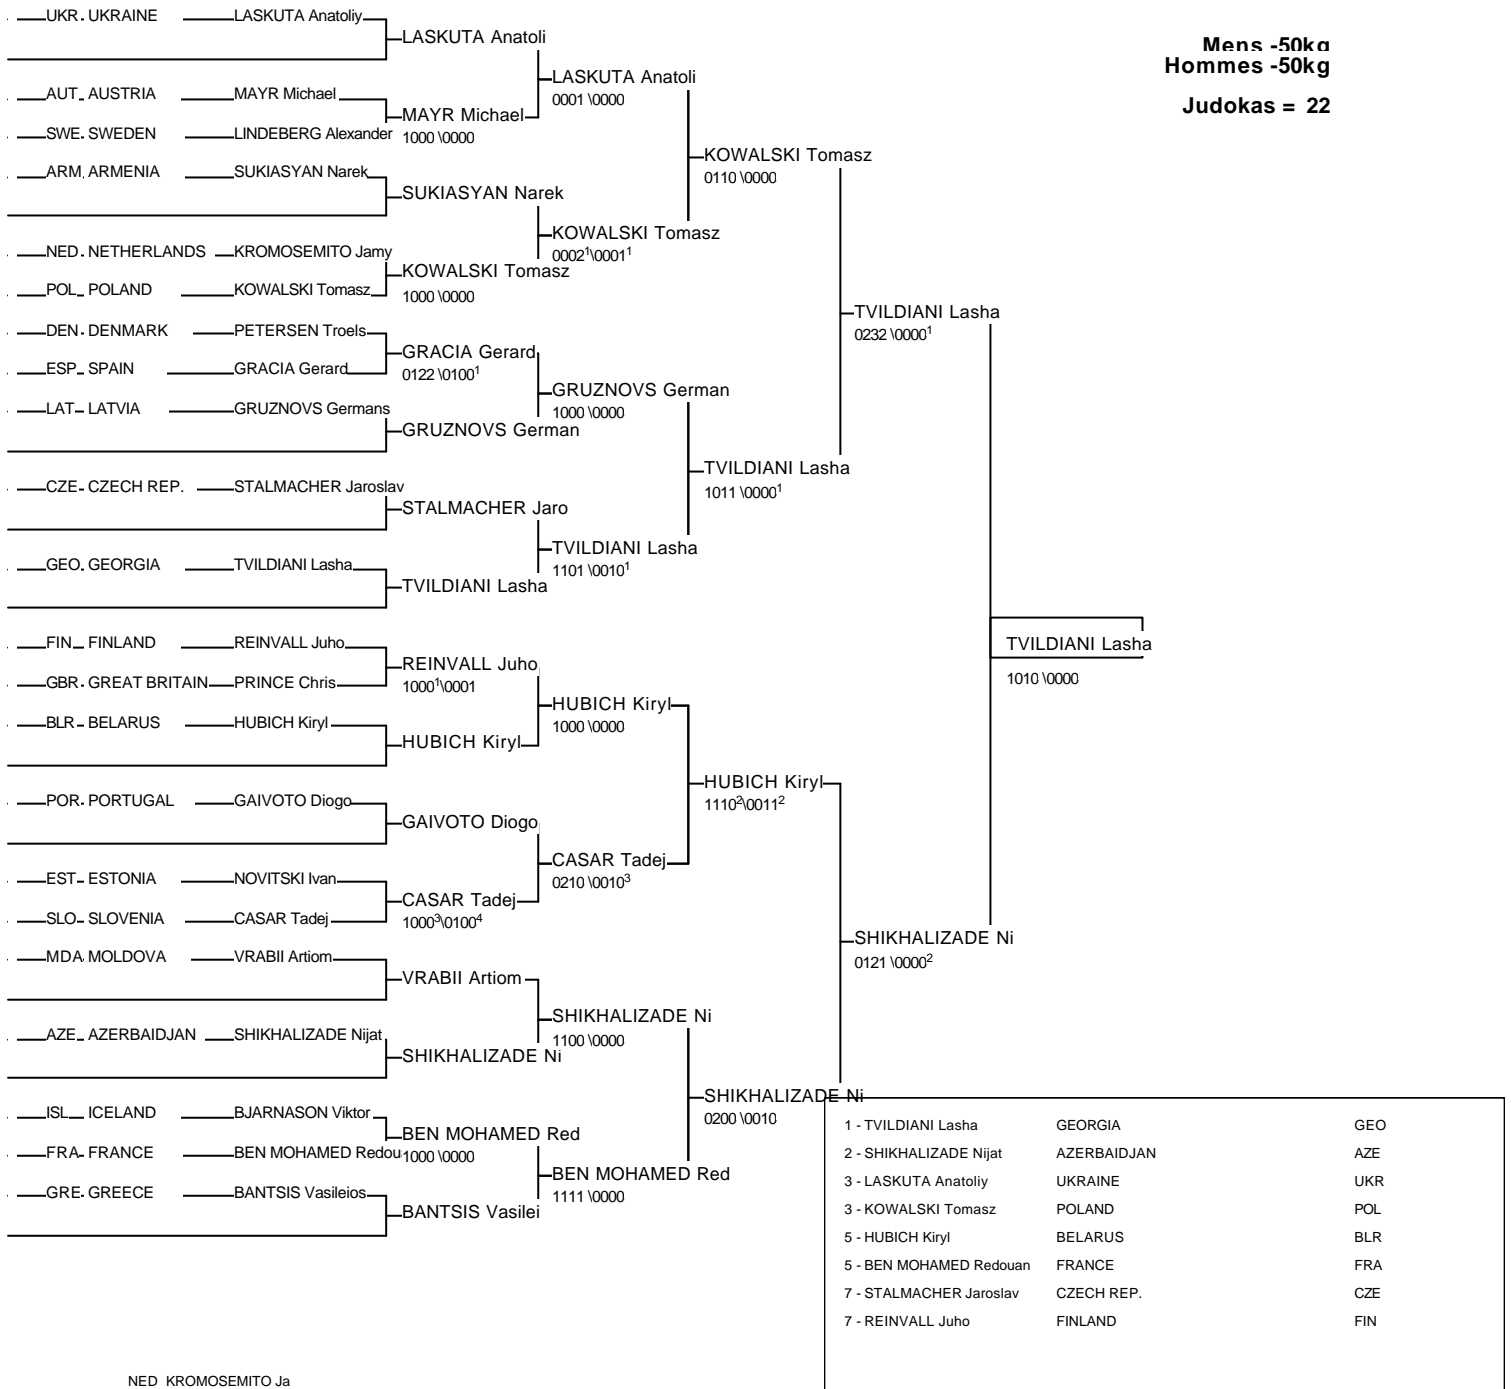 Mens -50kg
Hommes -50kg
Judokas = 22
UKR UKRAINE LASKUTA Anatoliy
AUT AUSTRIA MAYR Michael
SWE SWEDEN LINDEBERG Alexander
ARM ARMENIA SUKIASYAN Narek
NED NETHERLANDS KROMOSEMITO Jamy
POL POLAND KOWALSKI Tomasz
DEN DENMARK PETERSEN Troels
ESP SPAIN GRACIA Gerard
LAT LATVIA GRUZNOVS Germans
CZE CZECH REP. STALMACHER Jaroslav
GEO GEORGIA TVILDIANI Lasha
FIN FINLAND REINVALL Juho
GBR GREAT BRITAIN PRINCE Chris
BLR BELARUS HUBICH Kiryl
POR PORTUGAL GAIVOTO Diogo
EST ESTONIA NOVITSKI Ivan
SLO SLOVENIA CASAR Tadej
MDA MOLDOVA VRABII Artiom
AZE AZERBAIDJAN SHIKHALIZADE Nijat
ISL ICELAND BJARNASON Viktor
FRA FRANCE BEN MOHAMED Redou
GRE GREECE BANTSIS Vasileios
LASKUTA Anatoli
MAYR Michael
1000 \0000
SUKIASYAN Narek
KOWALSKI Tomasz
1000 \0000
GRACIA Gerard
0122 \0100¹
GRUZNOVS German
STALMACHER Jaro
TVILDIANI Lasha
REINVALL Juho
1000¹\0001
HUBICH Kiryl
GAIVOTO Diogo
CASAR Tadej
1000³\0100⁴
VRABII Artiom
SHIKHALIZADE Ni
BEN MOHAMED Red
1000 \0000
BANTSIS Vasilei
LASKUTA Anatoli
0001 \0000
KOWALSKI Tomasz
0002¹\0001¹
GRUZNOVS German
1000 \0000
TVILDIANI Lasha
1101 \0010¹
HUBICH Kiryl
1000 \0000
CASAR Tadej
0210 \0010³
SHIKHALIZADE Ni
1100 \0000
BEN MOHAMED Red
1111 \0000
KOWALSKI Tomasz
0110 \0000
TVILDIANI Lasha
1011 \0000¹
HUBICH Kiryl
1110²\0011²
SHIKHALIZADE Ni
0200 \0010
TVILDIANI Lasha
0232 \0000¹
SHIKHALIZADE Ni
0121 \0000²
TVILDIANI Lasha
1010 \0000
1 - TVILDIANI Lasha GEORGIA GEO
2 - SHIKHALIZADE Nijat AZERBAIDJAN AZE
3 - LASKUTA Anatoliy UKRAINE UKR
3 - KOWALSKI Tomasz POLAND POL
5 - HUBICH Kiryl BELARUS BLR
5 - BEN MOHAMED Redouan FRANCE FRA
7 - STALMACHER Jaroslav CZECH REP. CZE
7 - REINVALL Juho FINLAND FIN
NED KROMOSEMITO Ja